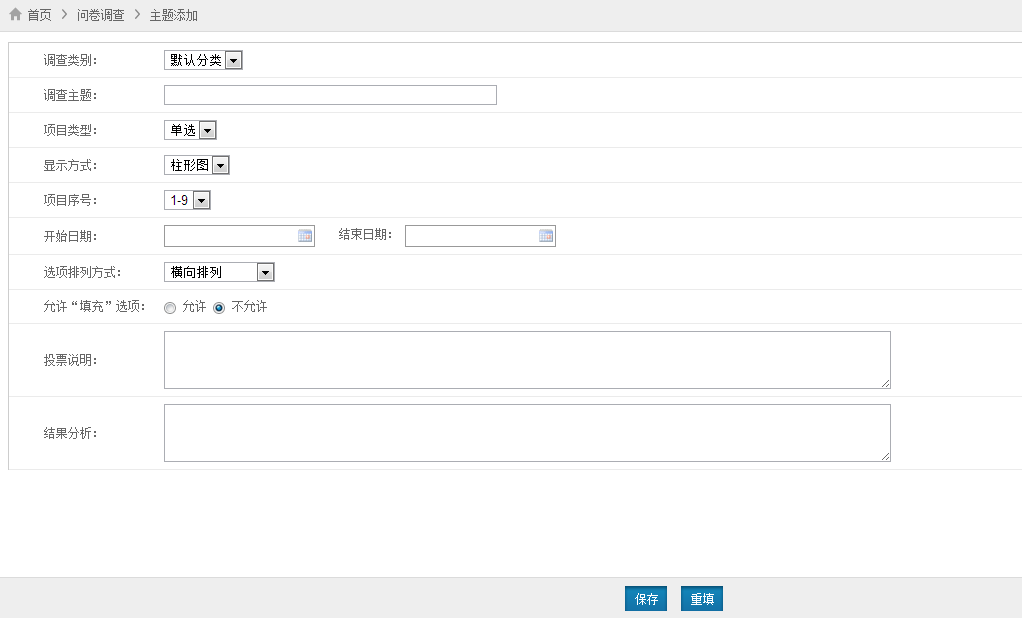 首页 > 问卷调查 > 主题添加
调查类别: 默认分类
调查主题:
项目类型: 单选
显示方式: 柱形图
项目序号: 1-9
开始日期: 结束日期:
选项排列方式: 横向排列
允许“填充”选项: 允许 不允许
投票说明:
结果分析:
保存 重填